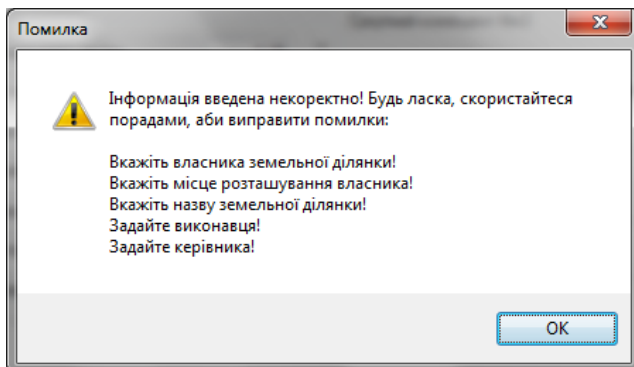 Помилка
Інформація введена некоректно! Будь ласка, скористайтеся
порадами, аби виправити помилки:
Вкажіть власника земельної ділянки!
Вкажіть місце розташування власника!
Вкажіть назву земельної ділянки!
Задайте виконавця!
Задайте керівника!
OK